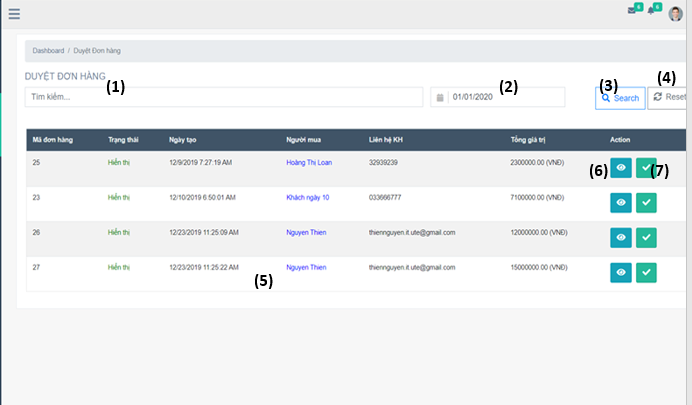 4 6
Dashboard / Duyệt Đơn hàng
DUYỆT ĐƠN HÀNG
(1) (2) (3) (4)
Tìm kiếm... 01/01/2020 Search Reset
Mã đơn hàng Trạng thái Ngày tạo Người mua Liên hệ KH Tổng giá trị Action
25 Hiển thị 12/9/2019 7:27:19 AM Hoàng Thị Loan 32939239 2300000.00 (VNĐ) (6) (7)
23 Hiển thị 12/10/2019 6:50:01 AM Khách ngày 10 033666777 7100000.00 (VNĐ)
26 Hiển thị 12/23/2019 11:25:09 AM Nguyen Thien thiennguyen.it.ute@gmail.com 12000000.00 (VNĐ)
27 Hiển thị 12/23/2019 11:25:22 AM Nguyen Thien thiennguyen.it.ute@gmail.com 15000000.00 (VNĐ)
(5)